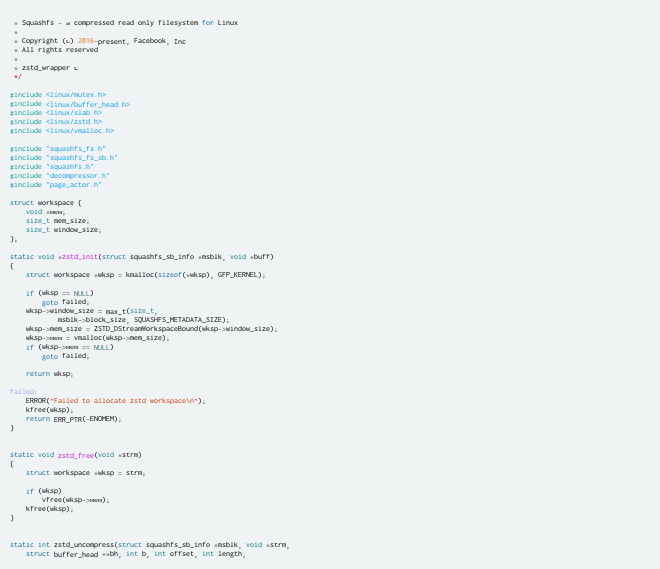 * Squashfs - a compressed read only filesystem for Linux
*
* Copyright (c) 2016-present, Facebook, Inc
* All rights reserved
*
* zstd_wrapper c
*/
#include <linux/mutex.h>
#include <linux/buffer_head.h>
#include <linux/slab.h>
#include <linux/zstd.h>
#include <linux/vmalloc.h>
#include "squashfs_fs.h"
#include "squashfs_fs_sb.h"
#include "squashfs.h"
#include "decompressor.h"
#include "page_actor.h"
struct workspace {
void *mem;
size_t mem_size;
size_t window_size;
};
static void *zstd_init(struct squashfs_sb_info *msblk, void *buff)
{
struct workspace *wksp = kmalloc(sizeof(*wksp), GFP_KERNEL);
if (wksp == NULL)
goto failed;
wksp->window_size = max_t(size_t,
msblk->block_size, SQUASHFS_METADATA_SIZE);
wksp->mem_size = ZSTD_DStreamWorkspaceBound(wksp->window_size);
wksp->mem = vmalloc(wksp->mem_size);
if (wksp->mem == NULL)
goto failed;
return wksp;
failed:
ERROR("Failed to allocate zstd workspace\n");
kfree(wksp);
return ERR_PTR(-ENOMEM);
}
static void zstd_free(void *strm)
{
struct workspace *wksp = strm;
if (wksp)
vfree(wksp->mem);
kfree(wksp);
}
static int zstd_uncompress(struct squashfs_sb_info *msblk, void *strm,
struct buffer_head **bh, int b, int offset, int length,